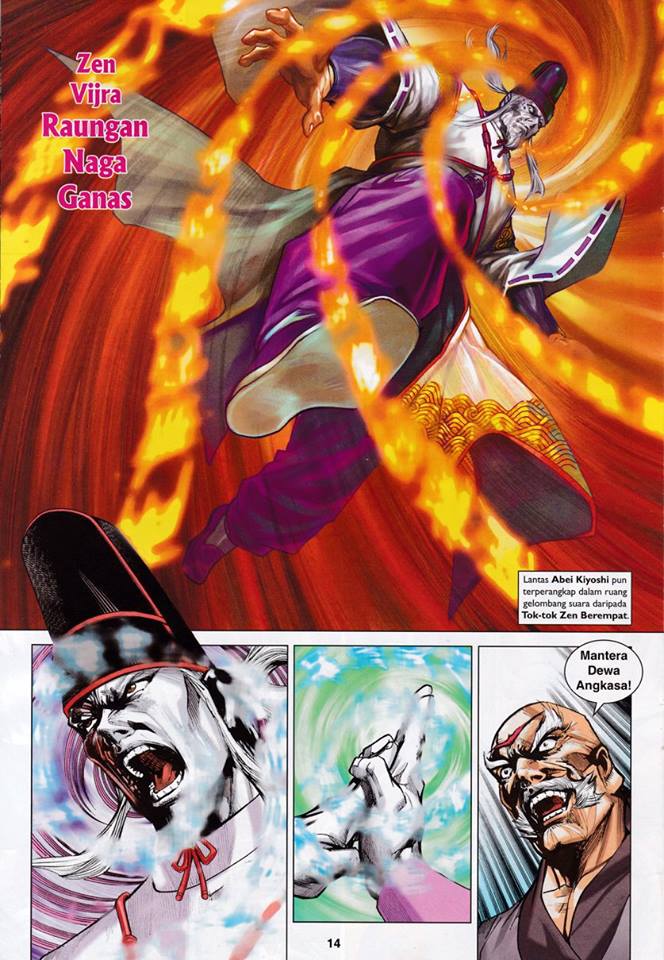 Zen
Vijra
Raungan
Naga
Ganas
Lantas Abei Kiyoshi pun
terperangkap dalam ruang
gelombang suara daripada
Tok-tok Zen Berempat.
Mantera
Dewa
Angkasa!
14